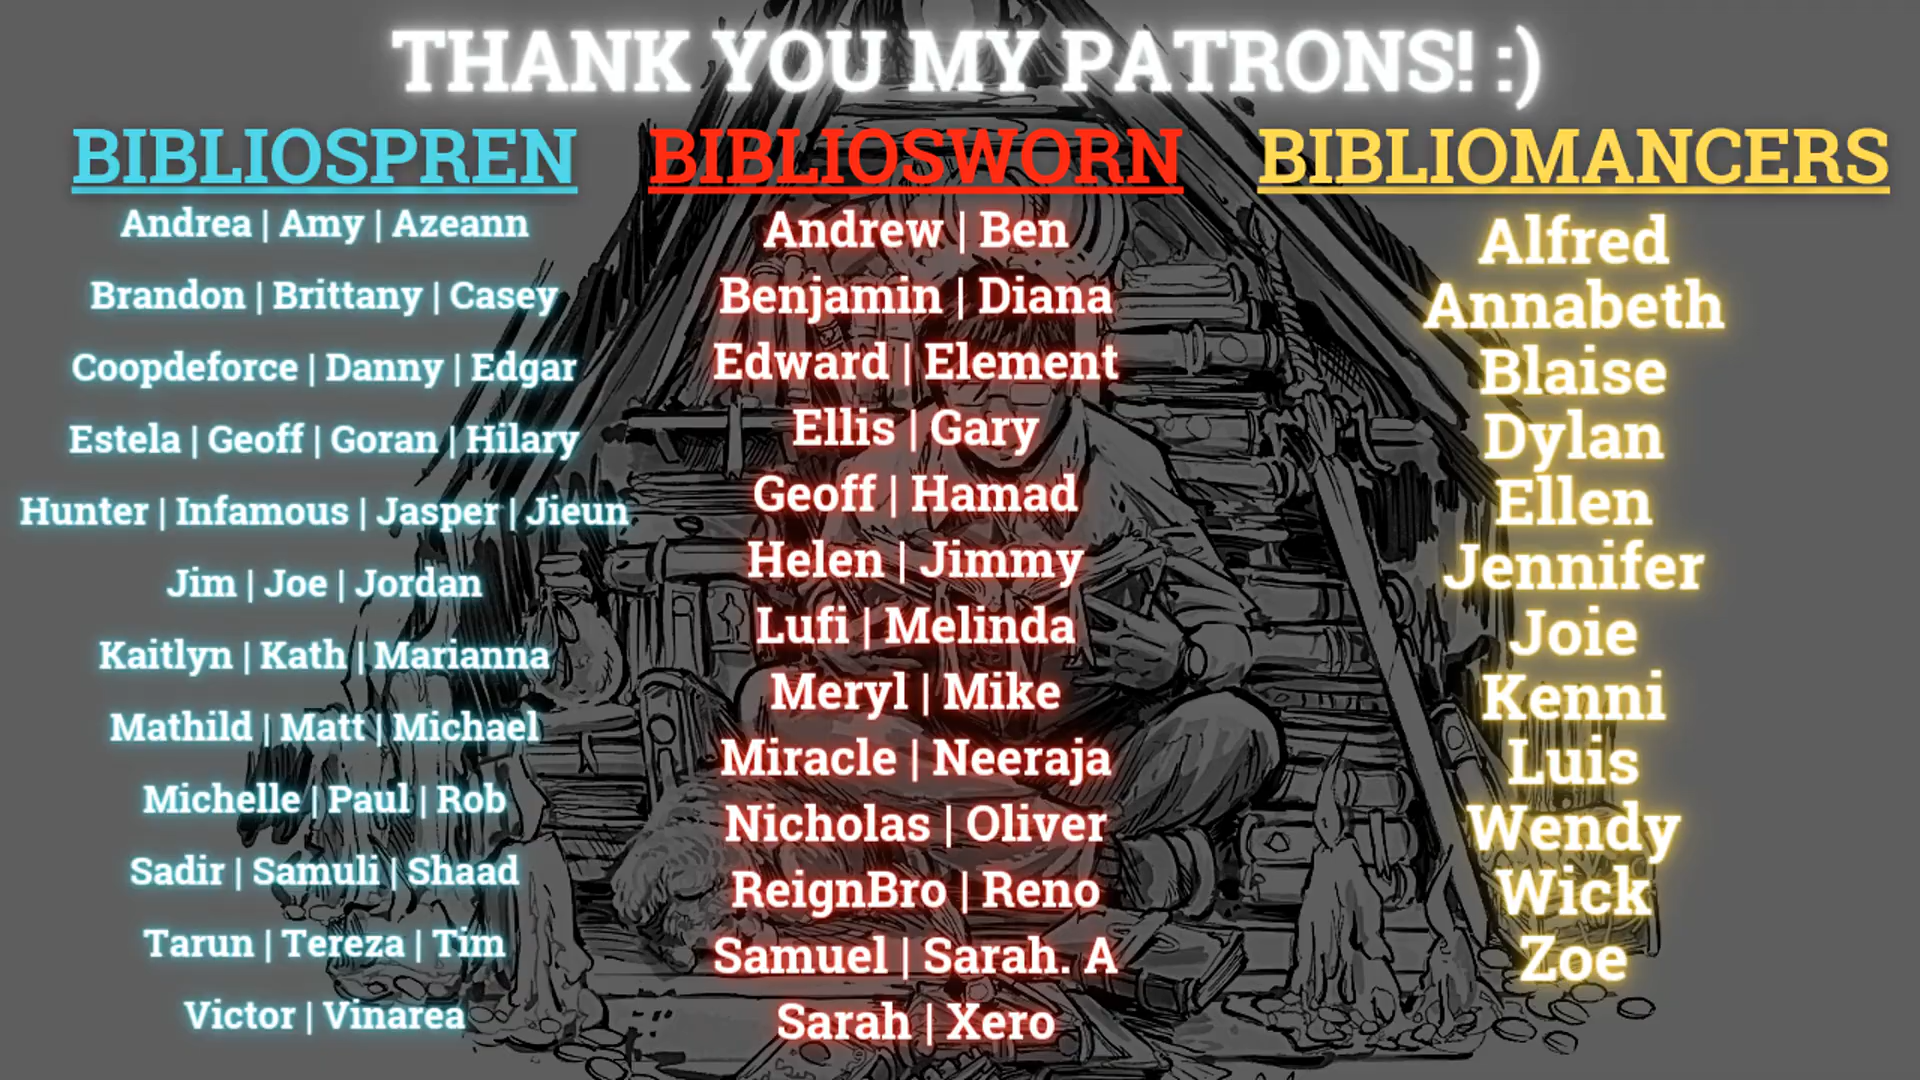 THANK YOU MY PATRONS! :)
BIBLIOSPREN
Andrea | Amy | Azeann
Brandon | Brittany | Casey
Coopdeforce | Danny | Edgar
Estela | Geoff | Goran | Hilary
Hunter | Infamous | Jasper | Jieun
Jim | Joe | Jordan
Kaitlyn | Kath | Marianna
Mathild | Matt | Michael
Michelle | Paul | Rob
Sadir | Samuli | Shaad
Tarun | Tereza | Tim
Victor | Vinarea
BIBLIOSWORN
Andrew | Ben
Benjamin | Diana
Edward | Element
Ellis | Gary
Geoff | Hamad
Helen | Jimmy
Lufi | Melinda
Meryl | Mike
Miracle | Neeraja
Nicholas | Oliver
ReignBro | Reno
Samuel | Sarah. A
Sarah | Xero
BIBLIOMANCERS
Alfred
Annabeth
Blaise
Dylan
Ellen
Jennifer
Joie
Kenni
Luis
Wendy
Wick
Zoe